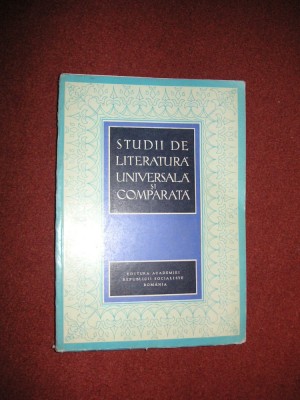 STUDII DE
LITERATURĂ
UNIVERSALĂ
ȘI
COMPARATĂ
EDITURA ACADEMIEI
REPUBLICII SOCIALISTE
ROMÂNIA